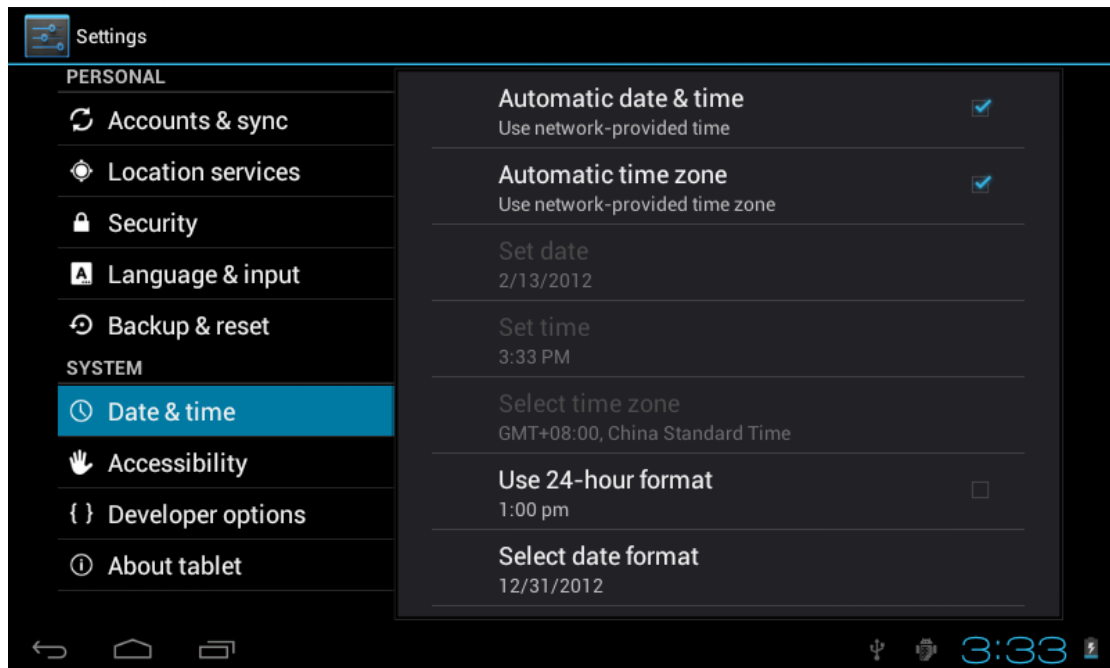 Settings
PERSONAL
Accounts & sync
Location services
Security
Language & input
Backup & reset
SYSTEM
Date & time
Accessibility
{ } Developer options
About tablet
Automatic date & time
Use network-provided time
Automatic time zone
Use network-provided time zone
Set date
2/13/2012
Set time
3:33 PM
Select time zone
GMT+08:00, China Standard Time
Use 24-hour format
1:00 pm
Select date format
12/31/2012
3:33